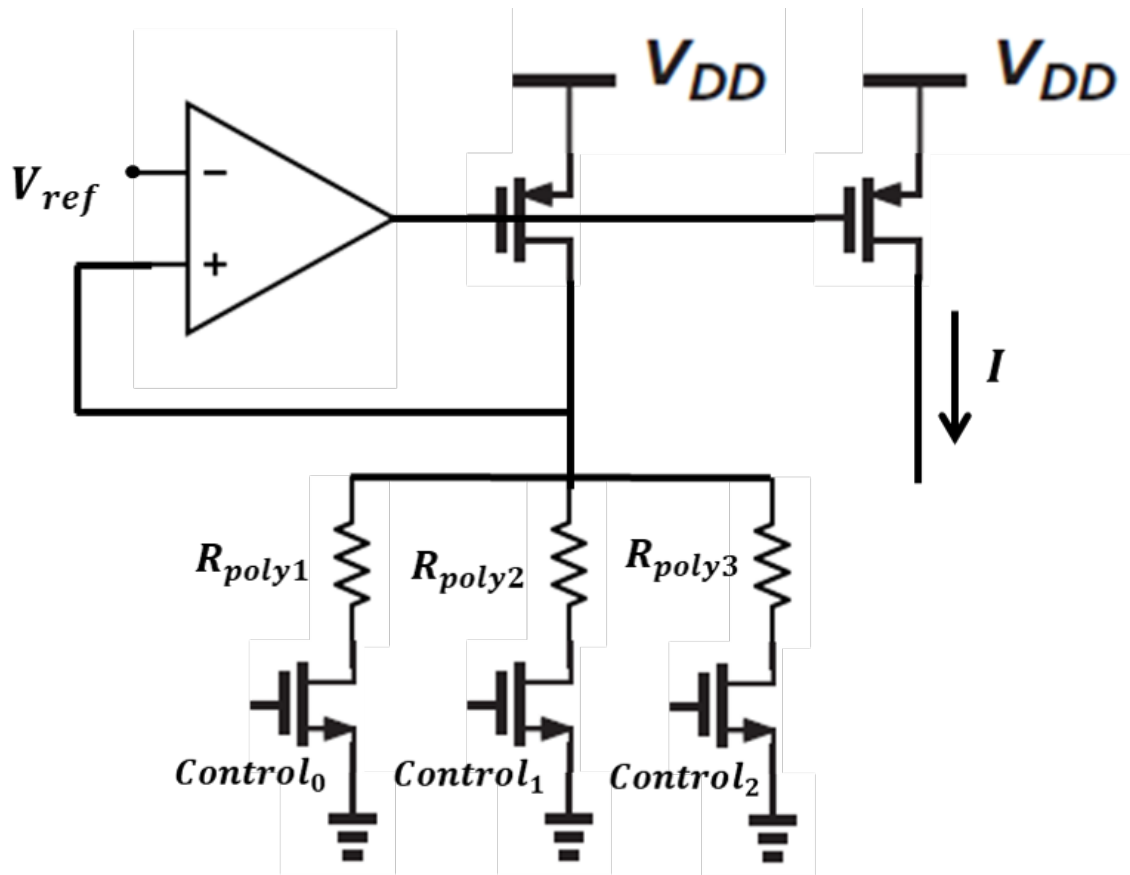 V_DD
V_DD
V_ref
−
+
I
R_poly1
R_poly2
R_poly3
Control_0
Control_1
Control_2